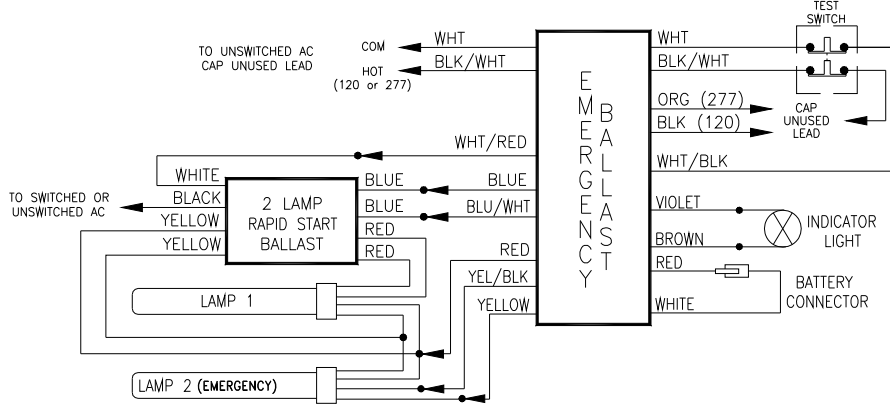 TEST
SWITCH
TO UNSWITCHED AC
CAP UNUSED LEAD
COM
WHT
HOT
(120 or 277)
BLK/WHT
WHT
BLK/WHT
ORG (277)
BLK (120)
CAP
UNUSED
LEAD
EMERGENCY
BALLAST
WHT/RED
WHT/BLK
WHITE
BLACK
TO SWITCHED OR
UNSWITCHED AC
YELLOW
YELLOW
2 LAMP
RAPID START
BALLAST
BLUE
BLUE
BLUE
BLU/WHT
RED
RED
VIOLET
BROWN
INDICATOR
LIGHT
RED
YEL/BLK
YELLOW
RED
WHITE
BATTERY
CONNECTOR
LAMP 1
LAMP 2 (EMERGENCY)